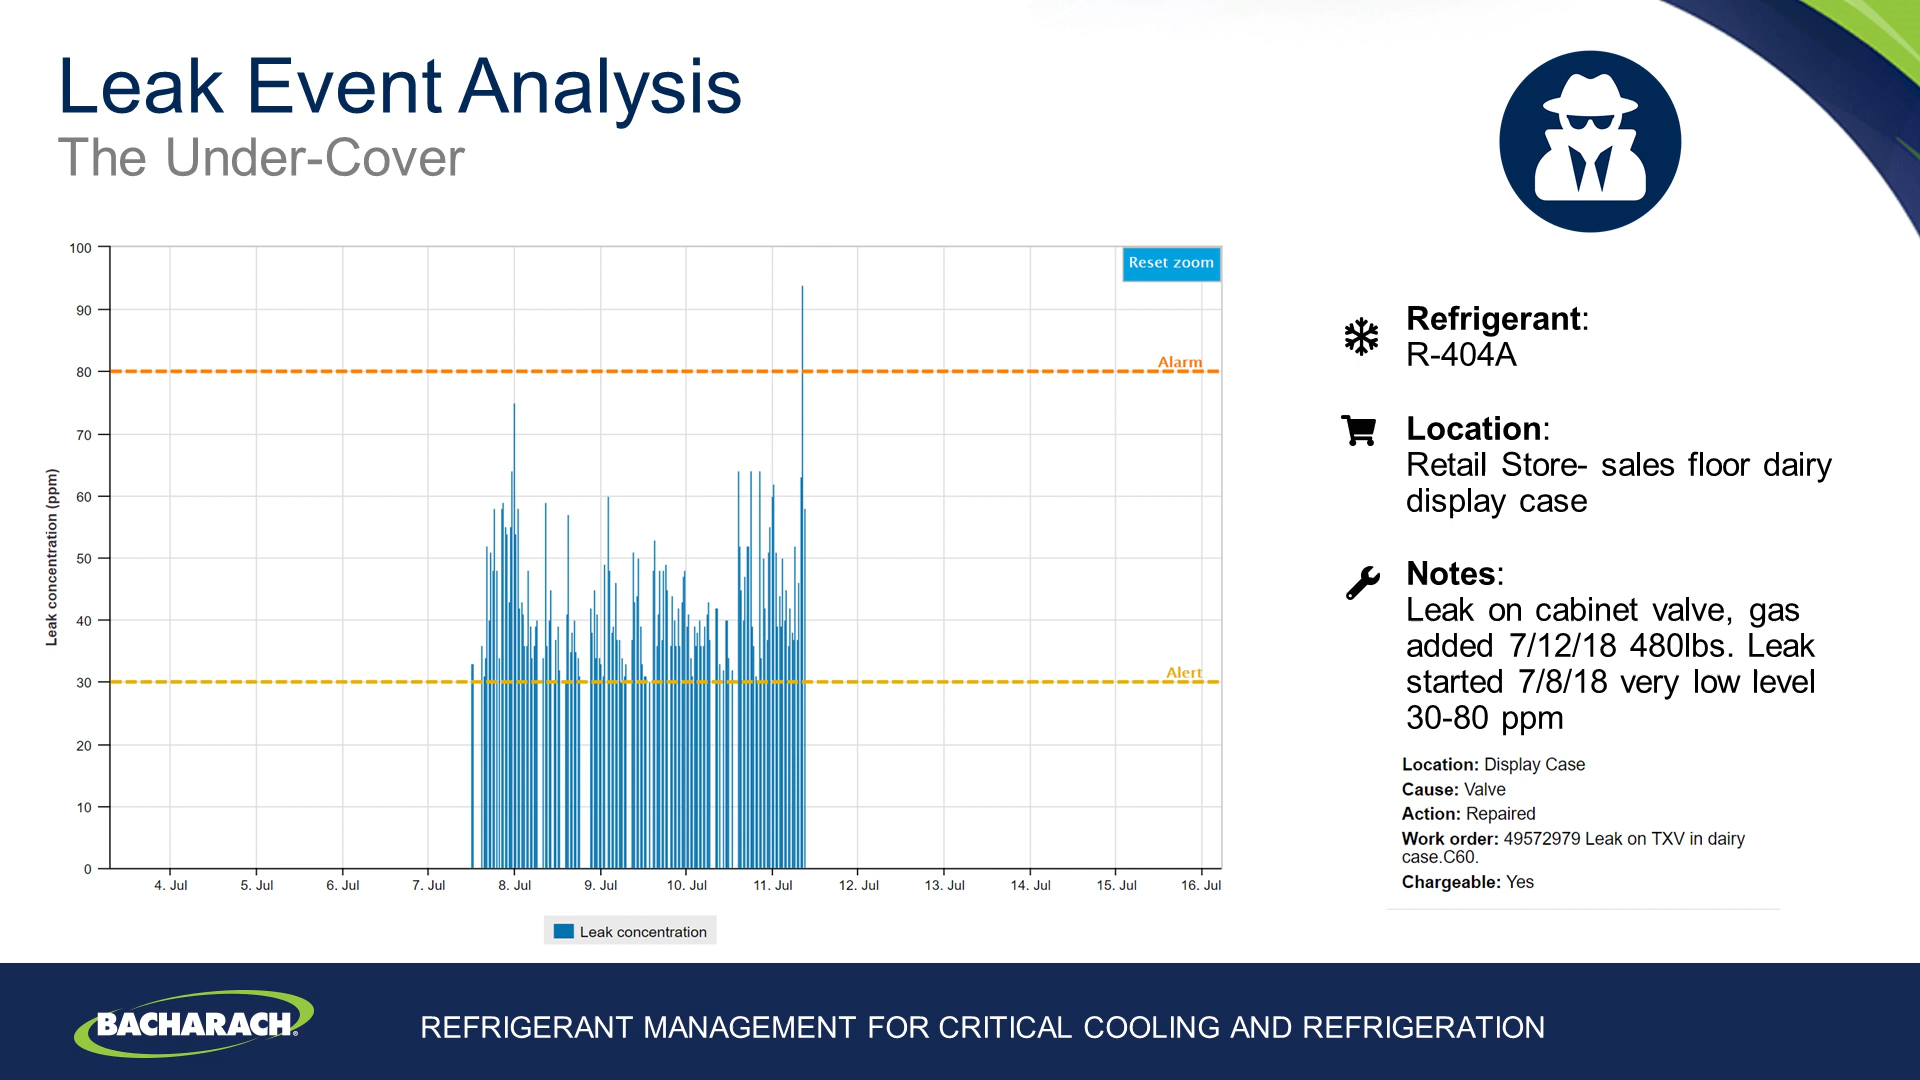 Leak Event Analysis
The Under-Cover
100
90
80
70
60
50
40
30
20
10
0
Leak concentration (ppm)
Reset zoom
Alarm
Alert
4. Jul
5. Jul
6. Jul
7. Jul
8. Jul
9. Jul
10. Jul
11. Jul
12. Jul
13. Jul
14. Jul
15. Jul
16. Jul
Leak concentration
Refrigerant:
R-404A
Location:
Retail Store- sales floor dairy
display case
Notes:
Leak on cabinet valve, gas
added 7/12/18 480lbs. Leak
started 7/8/18 very low level
30-80 ppm
Location: Display Case
Cause: Valve
Action: Repaired
Work order: 49572979 Leak on TXV in dairy
case.C60.
Chargeable: Yes
BACHARACH®
REFRIGERANT MANAGEMENT FOR CRITICAL COOLING AND REFRIGERATION